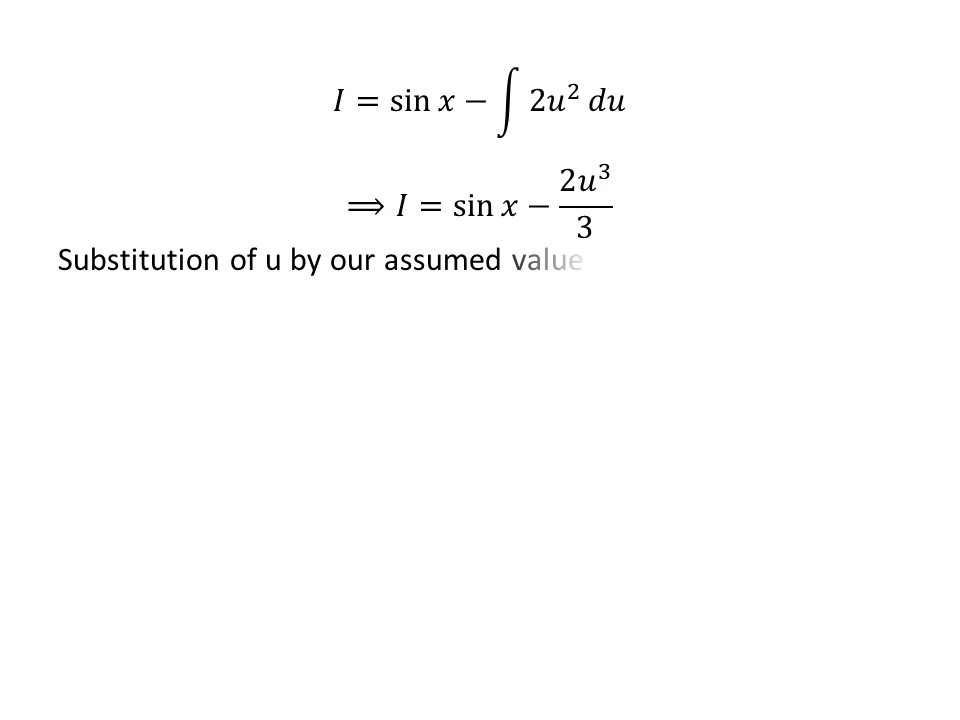 I = sin x − ∫ 2u² du
⟹ I = sin x − 2u³/3
Substitution of u by our assumed value